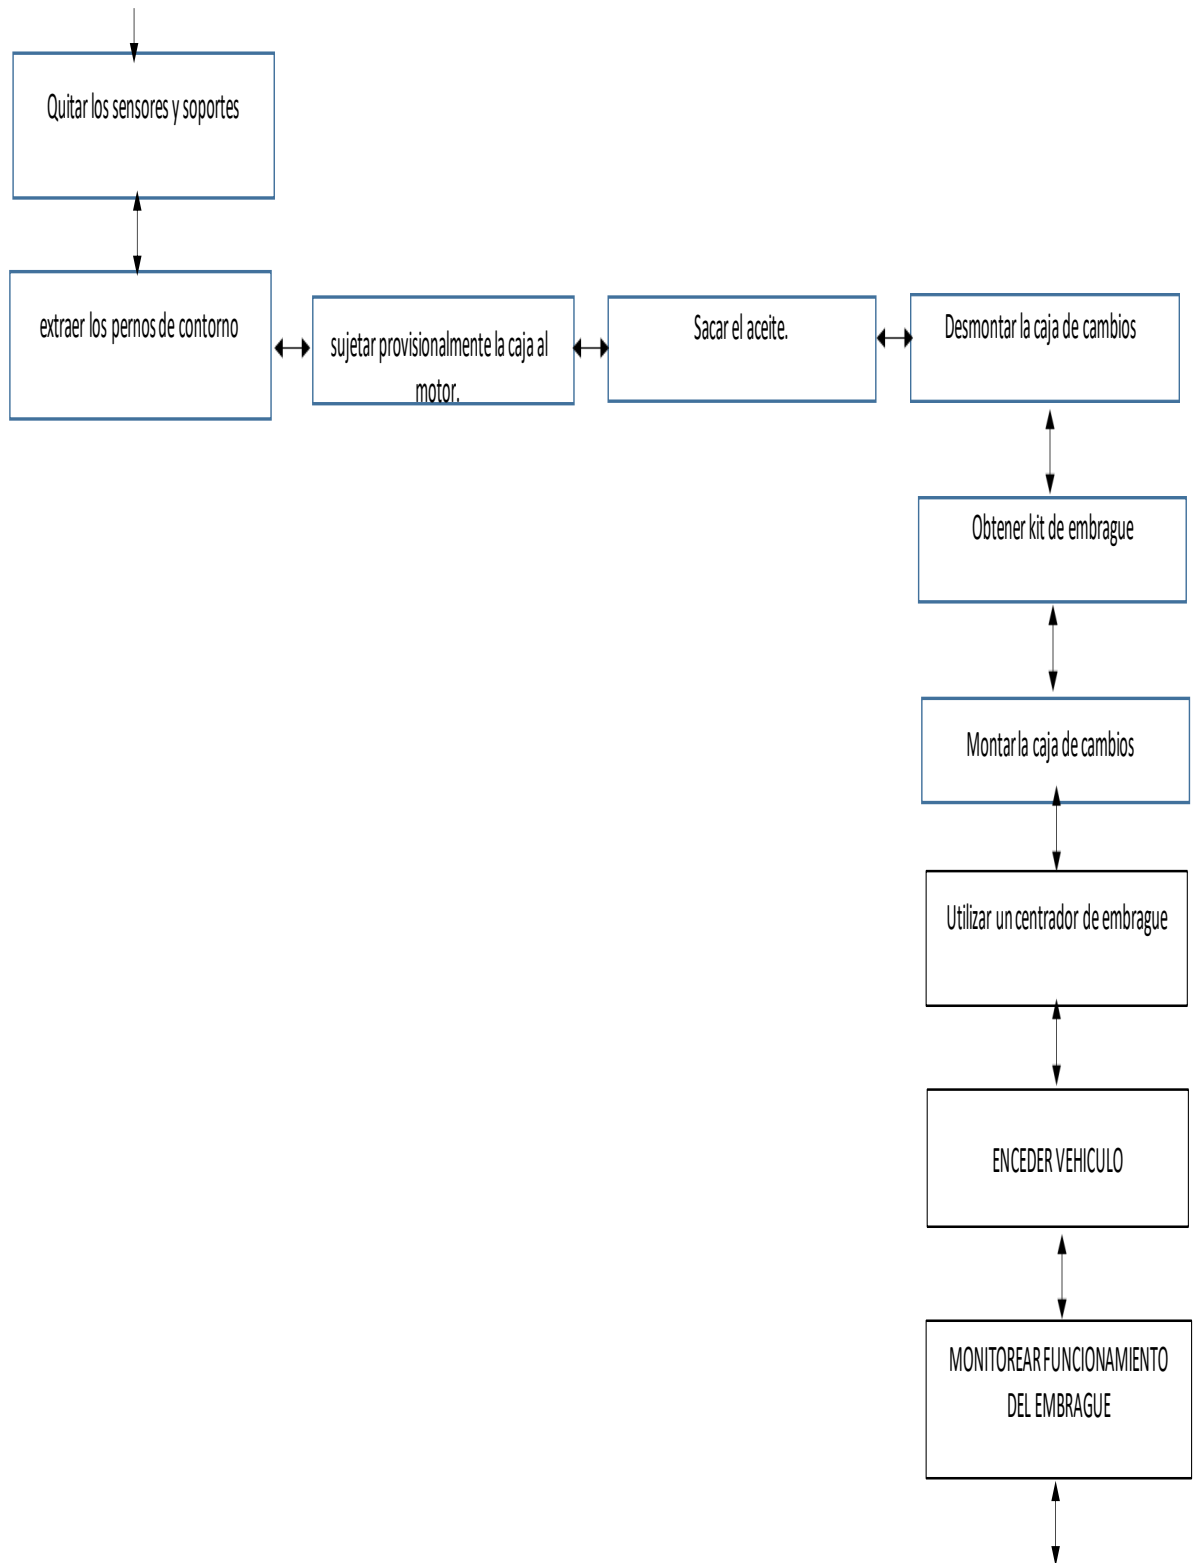 Quitar los sensores y soportes
extraer los pernos de contorno
sujetar provisionalmente la caja al
motor.
Sacar el aceite.
Desmontar la caja de cambios
Obtener kit de embrague
Montar la caja de cambios
Utilizar un centrador de embrague
ENCEDER VEHICULO
MONITOREAR FUNCIONAMIENTO
DEL EMBRAGUE